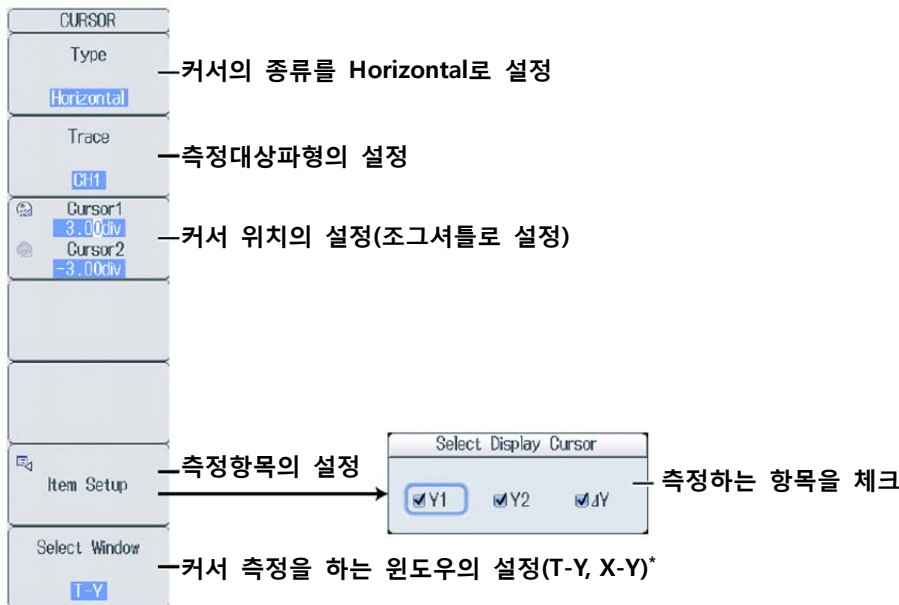 CURSOR
Type
Horizontal
커서의 종류를 Horizontal로 설정
Trace
CH1
측정대상파형의 설정
Cursor1
3.00div
Cursor2
-3.00div
커서 위치의 설정(조그셔틀로 설정)
Item Setup
측정항목의 설정
Select Display Cursor
Y1 Y2 ΔY
측정하는 항목을 체크
Select Window
T-Y
커서 측정을 하는 윈도우의 설정(T-Y, X-Y)*